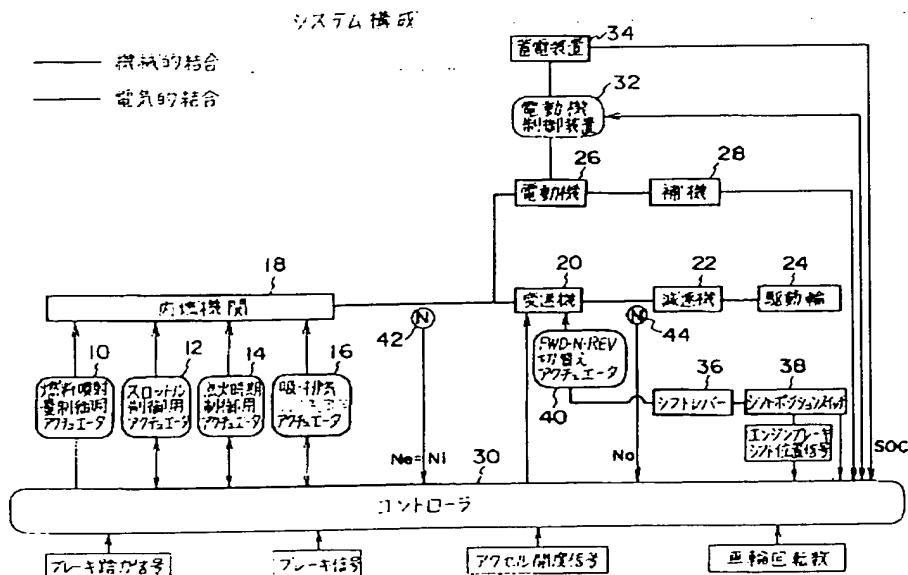 システム構成
機械的結合
電気的結合
34
蓄電装置
32
電動機
制御装置
26
電動機
28
補機
18
内燃機関
20
変速機
22
減速機
24
駆動輪
42
N
N
44
10
燃料噴射
量制御用
アクチュエータ
12
スロットル
制御用
アクチュエータ
14
点火時期
制御用
アクチュエータ
16
吸・排気
アクチュエータ
FWD-N-REV
切替え
アクチュエータ
40
36
シフトレバー
38
シフトポジションスイッチ
エンジンブレーキ
シフト位置信号
SOC
Ne=Ni
30
No
コントローラ
ブレーキ信号
アクセル開度信号
車輪回転数